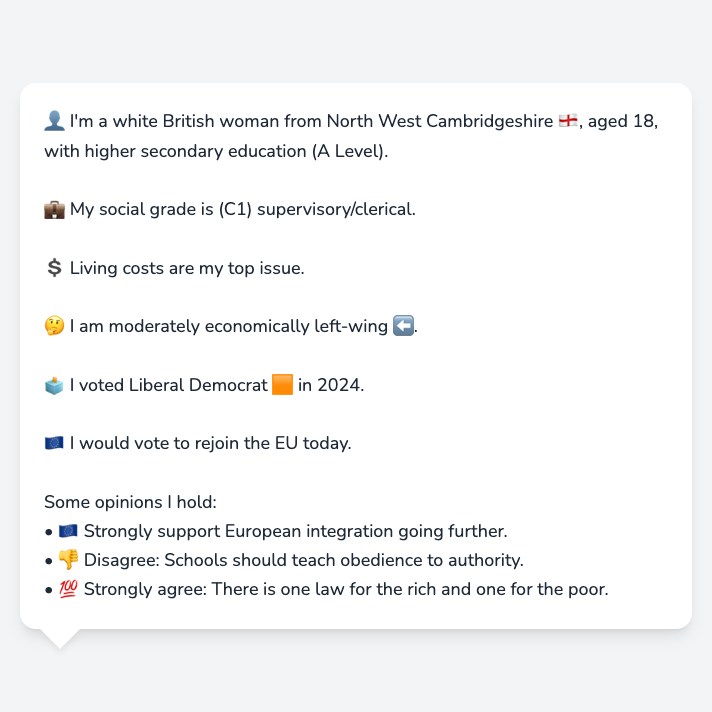 👤 I'm a white British woman from North West Cambridgeshire 🏴󠁧󠁢󠁥󠁮󠁧󠁿, aged 18,
with higher secondary education (A Level).
💼 My social grade is (C1) supervisory/clerical.
💲 Living costs are my top issue.
🤔 I am moderately economically left-wing ⬅️.
🗳️ I voted Liberal Democrat 🟧 in 2024.
🇪🇺 I would vote to rejoin the EU today.
Some opinions I hold:
• 🇪🇺 Strongly support European integration going further.
• 👎 Disagree: Schools should teach obedience to authority.
• 💯 Strongly agree: There is one law for the rich and one for the poor.